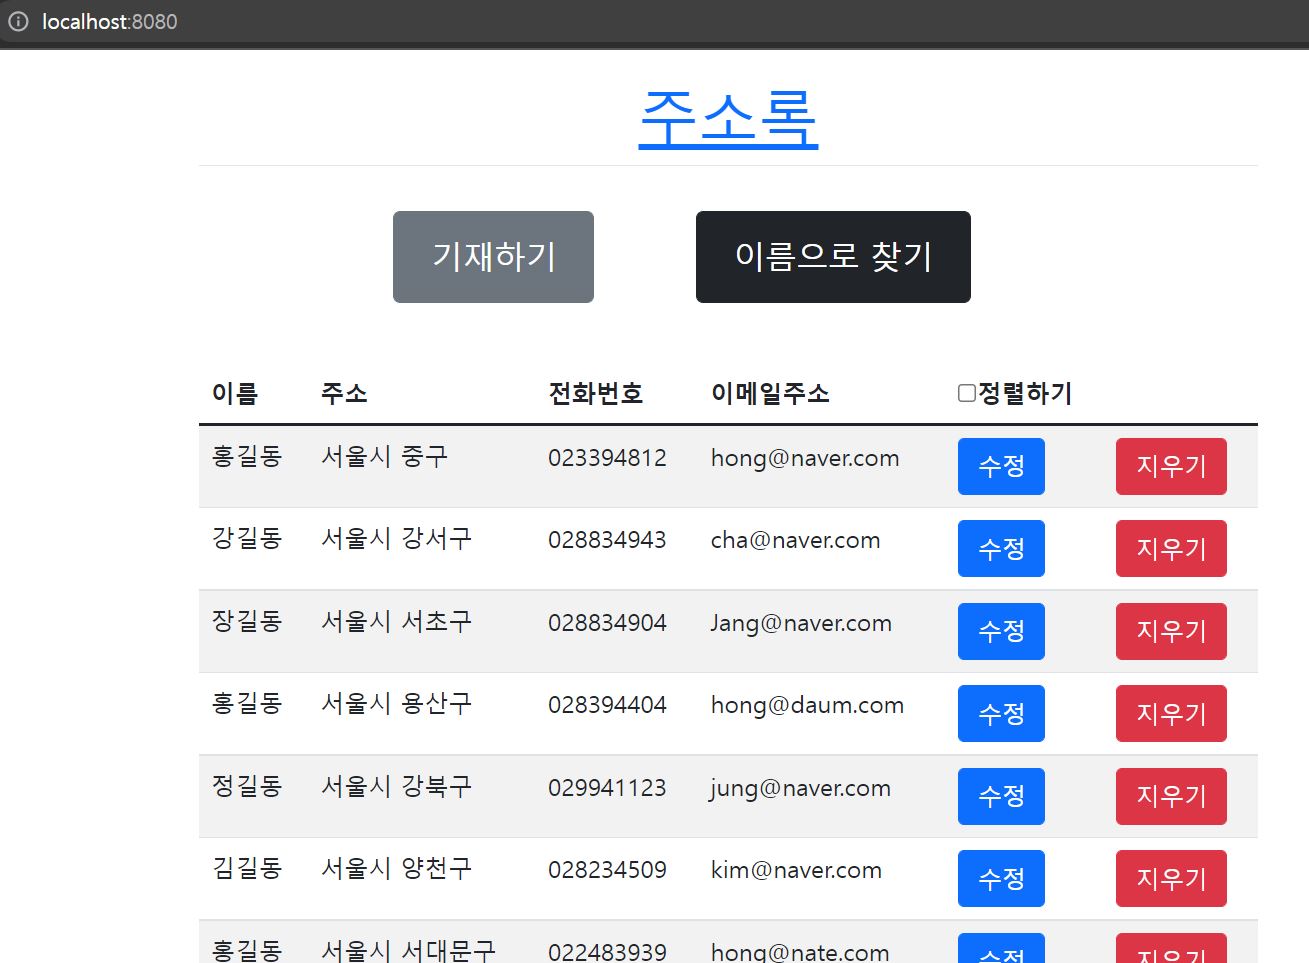 localhost:8080
주소록
기재하기 이름으로 찾기
이름 주소 전화번호 이메일주소 정렬하기
홍길동 서울시 중구 023394812 hong@naver.com 수정 지우기
강길동 서울시 강서구 028834943 cha@naver.com 수정 지우기
장길동 서울시 서초구 028834904 Jang@naver.com 수정 지우기
홍길동 서울시 용산구 028394404 hong@daum.com 수정 지우기
정길동 서울시 강북구 029941123 jung@naver.com 수정 지우기
김길동 서울시 양천구 028234509 kim@naver.com 수정 지우기
홍길동 서울시 서대문구 022483939 hong@nate.com 수정 지우기